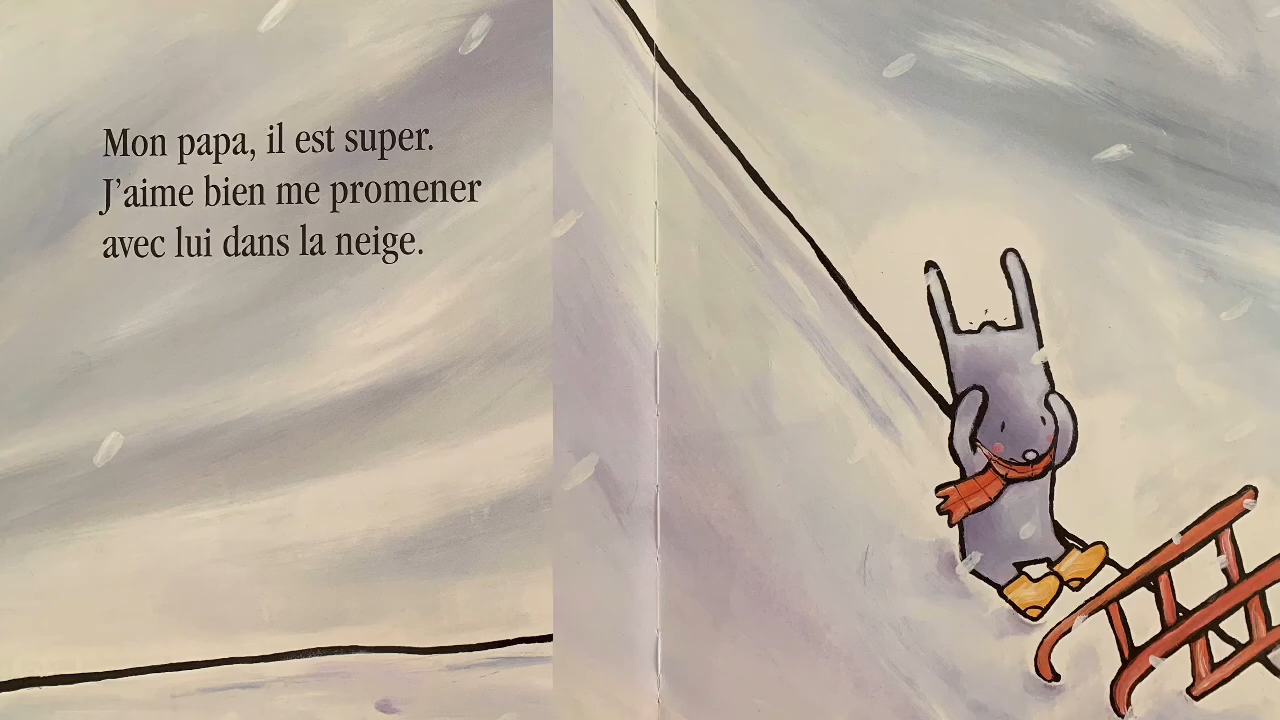 Mon papa, il est super.
J'aime bien me promener
avec lui dans la neige.